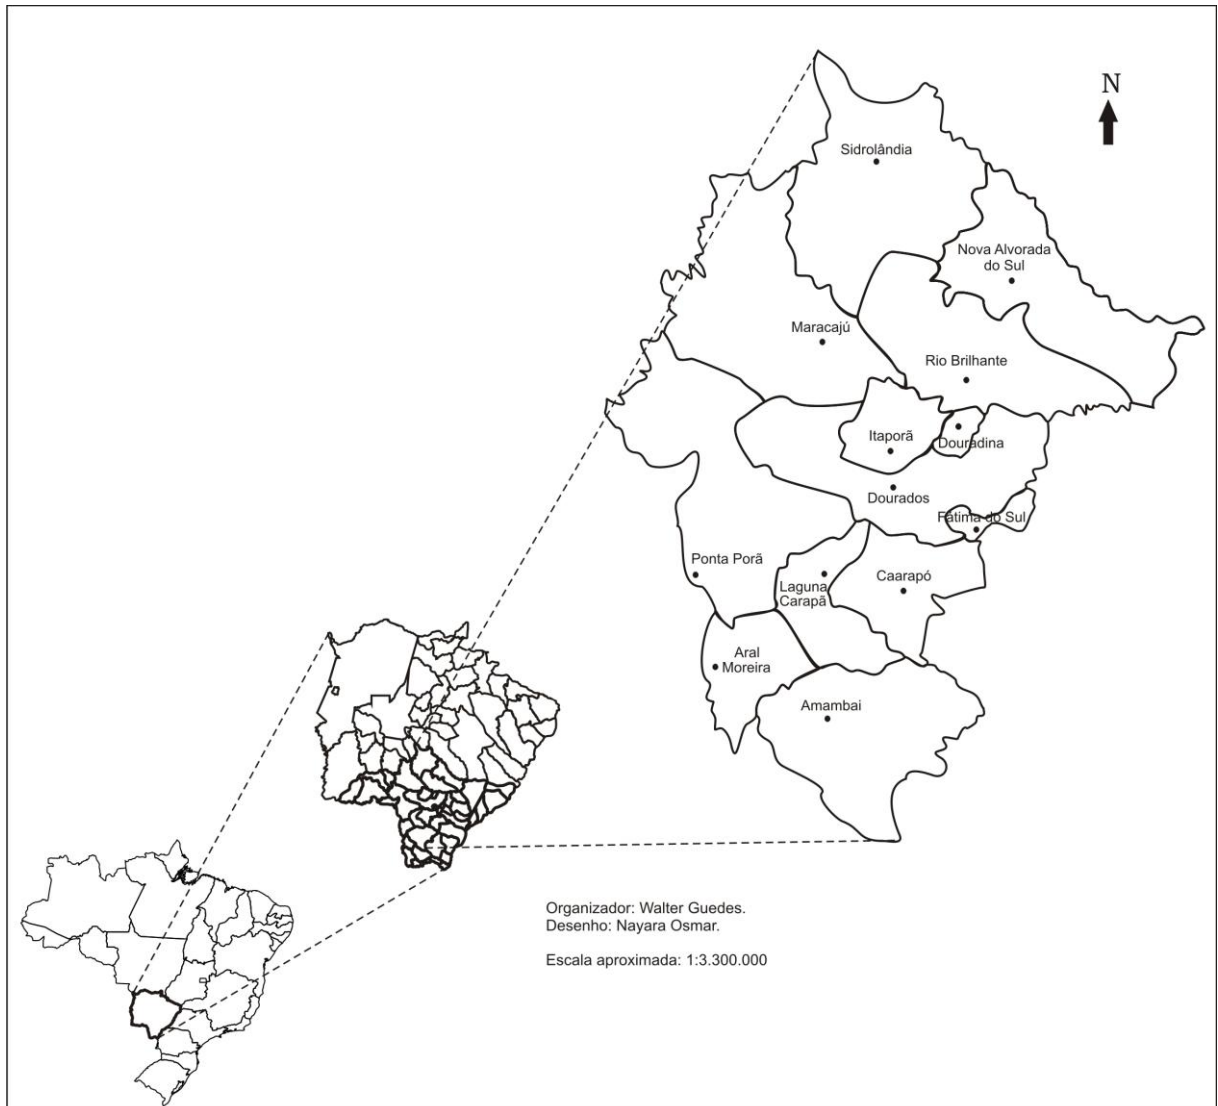 N
Sidrolândia
Nova Alvorada
do Sul
Maracajú
Rio Brilhante
Itaporã
Douradina
Dourados
Fátima do Sul
Ponta Porã
Laguna
Carapã
Caarapó
Aral
Moreira
Amambai
Organizador: Walter Guedes.
Desenho: Nayara Osmar.
Escala aproximada: 1:3.300.000